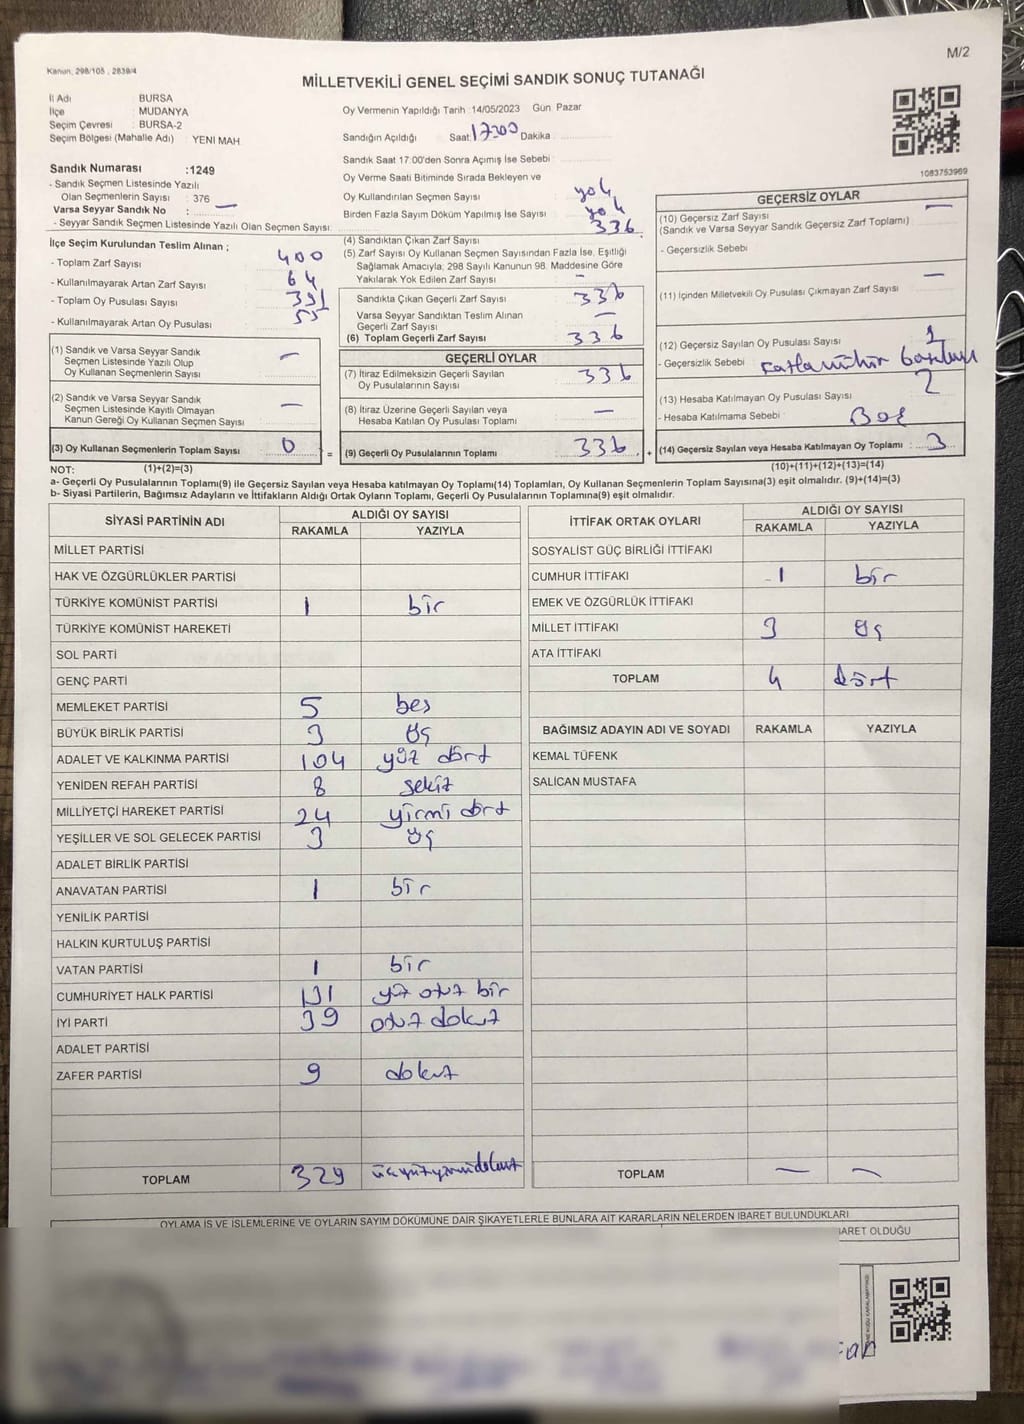 Kanun, 298/105 , 2839/4
M/2
MİLLETVEKİLİ GENEL SEÇİMİ SANDIK SONUÇ TUTANAĞI
İl Adı : BURSA
İlçe : MUDANYA
Seçim Çevresi : BURSA-2
Seçim Bölgesi (Mahalle Adı) YENİ MAH
Sandık Numarası :1249
- Sandık Seçmen Listesinde Yazılı
Olan Seçmenlerin Sayısı : 376
Varsa Seyyar Sandık No : —
- Seyyar Sandık Seçmen Listesinde Yazılı Olan Seçmen Sayısı:
Oy Vermenin Yapıldığı Tarih :14/05/2023 Gün: Pazar
Sandığın Açıldığı Saat: 17:00 Dakika
Sandık Saat 17.00'den Sonra Açımış İse Sebebi
Oy Verme Saati Bitiminde Sırada Bekleyen ve
Oy Kullandırılan Seçmen Sayısı yok
Birden Fazla Sayım Döküm Yapılmış İse Sayısı yok
1083753969
İlçe Seçim Kurulundan Teslim Alınan ;
- Toplam Zarf Sayısı 400
- Kullanılmayarak Artan Zarf Sayısı 64
- Toplam Oy Pusulası Sayısı 391
- Kullanılmayarak Artan Oy Pusulası 55
(4) Sandıktan Çıkan Zarf Sayısı 336
(5) Zarf Sayısı Oy Kullanan Seçmen Sayısından Fazla İse, Eşitliği
Sağlamak Amacıyla; 298 Sayılı Kanunun 98. Maddesine Göre
Yakılarak Yok Edilen Zarf Sayısı —
Sandıkta Çıkan Geçerli Zarf Sayısı 336
Varsa Seyyar Sandıktan Teslim Alınan
Geçerli Zarf Sayısı —
(6) Toplam Geçerli Zarf Sayısı 336
GEÇERSİZ OYLAR
(10) Geçersiz Zarf Sayısı —
(Sandık ve Varsa Seyyar Sandık Geçersiz Zarf Toplamı)
- Geçersizlik Sebebi
(11) İçinden Milletvekili Oy Pusulası Çıkmayan Zarf Sayısı —
(12) Geçersiz Sayılan Oy Pusulası Sayısı 1
- Geçersizlik Sebebi :
(13) Hesaba Katılmayan Oy Pusulası Sayısı 2
- Hesaba Katılmama Sebebi : Boş
(14) Geçersiz Sayılan veya Hesaba Katılmayan Oy Toplamı : 3
(10)+(11)+(12)+(13)=(14)
(1) Sandık ve Varsa Seyyar Sandık
Seçmen Listesinde Yazılı Olup
Oy Kullanan Seçmenlerin Sayısı —
(2) Sandık ve Varsa Seyyar Sandık
Seçmen Listesinde Kayıtlı Olmayan
Kanun Gereği Oy Kullanan Seçmen Sayısı —
(3) Oy Kullanan Seçmenlerin Toplam Sayısı 0 =
GEÇERLİ OYLAR
(7) İtiraz Edilmeksizin Geçerli Sayılan
Oy Pusulalarının Sayısı 336
(8) İtiraz Üzerine Geçerli Sayılan veya
Hesaba Katılan Oy Pusulası Toplamı —
(9) Geçerli Oy Pusulalarının Toplamı 336 +
NOT: (1)+(2)=(3)
a- Geçerli Oy Pusulalarının Toplamı(9) ile Geçersiz Sayılan veya Hesaba katılmayan Oy Toplamı(14) Toplamları, Oy Kullanan Seçmenlerin Toplam Sayısına(3) eşit olmalıdır. (9)+(14)=(3)
b- Siyasi Partilerin, Bağımsız Adayların ve İttifakların Aldığı Ortak Oyların Toplamı, Geçerli Oy Pusulalarının Toplamına(9) eşit olmalıdır.
SİYASİ PARTİNİN ADI ALDIĞI OY SAYISI
RAKAMLA YAZIYLA
MİLLET PARTİSİ
HAK VE ÖZGÜRLÜKLER PARTİSİ
TÜRKİYE KOMÜNİST PARTİSİ 1 bir
TÜRKİYE KOMÜNİST HAREKETİ
SOL PARTİ
GENÇ PARTİ
MEMLEKET PARTİSİ 5 beş
BÜYÜK BİRLİK PARTİSİ 3 üç
ADALET VE KALKINMA PARTİSİ 104 yüz dört
YENİDEN REFAH PARTİSİ 8 sekiz
MİLLİYETÇİ HAREKET PARTİSİ 24 yirmi dört
YEŞİLLER VE SOL GELECEK PARTİSİ 3 üç
ADALET BİRLİK PARTİSİ
ANAVATAN PARTİSİ 1 bir
YENİLİK PARTİSİ
HALKIN KURTULUŞ PARTİSİ
VATAN PARTİSİ 1 bir
CUMHURİYET HALK PARTİSİ 131 yüz otuz bir
İYİ PARTİ 39 otuz dokuz
ADALET PARTİSİ
ZAFER PARTİSİ 9 dokuz
TOPLAM 329 üçyüzyirmidokuz
İTTİFAK ORTAK OYLARI ALDIĞI OY SAYISI
RAKAMLA YAZIYLA
SOSYALİST GÜÇ BİRLİĞİ İTTİFAKI
CUMHUR İTTİFAKI 1 bir
EMEK VE ÖZGÜRLÜK İTTİFAKI
MİLLET İTTİFAKI 3 üç
ATA İTTİFAKI
TOPLAM 4 dört
BAĞIMSIZ ADAYIN ADI VE SOYADI RAKAMLA YAZIYLA
KEMAL TÜFENK
SALİCAN MUSTAFA
TOPLAM — —
OYLAMA İŞ VE İŞLEMLERİNE VE OYLARIN SAYIM DÖKÜMÜNE DAİR ŞİKAYETLERLE BUNLARA AİT KARARLARIN NELERDEN İBARET BULUNDUKLARI
İBARET OLDUĞU